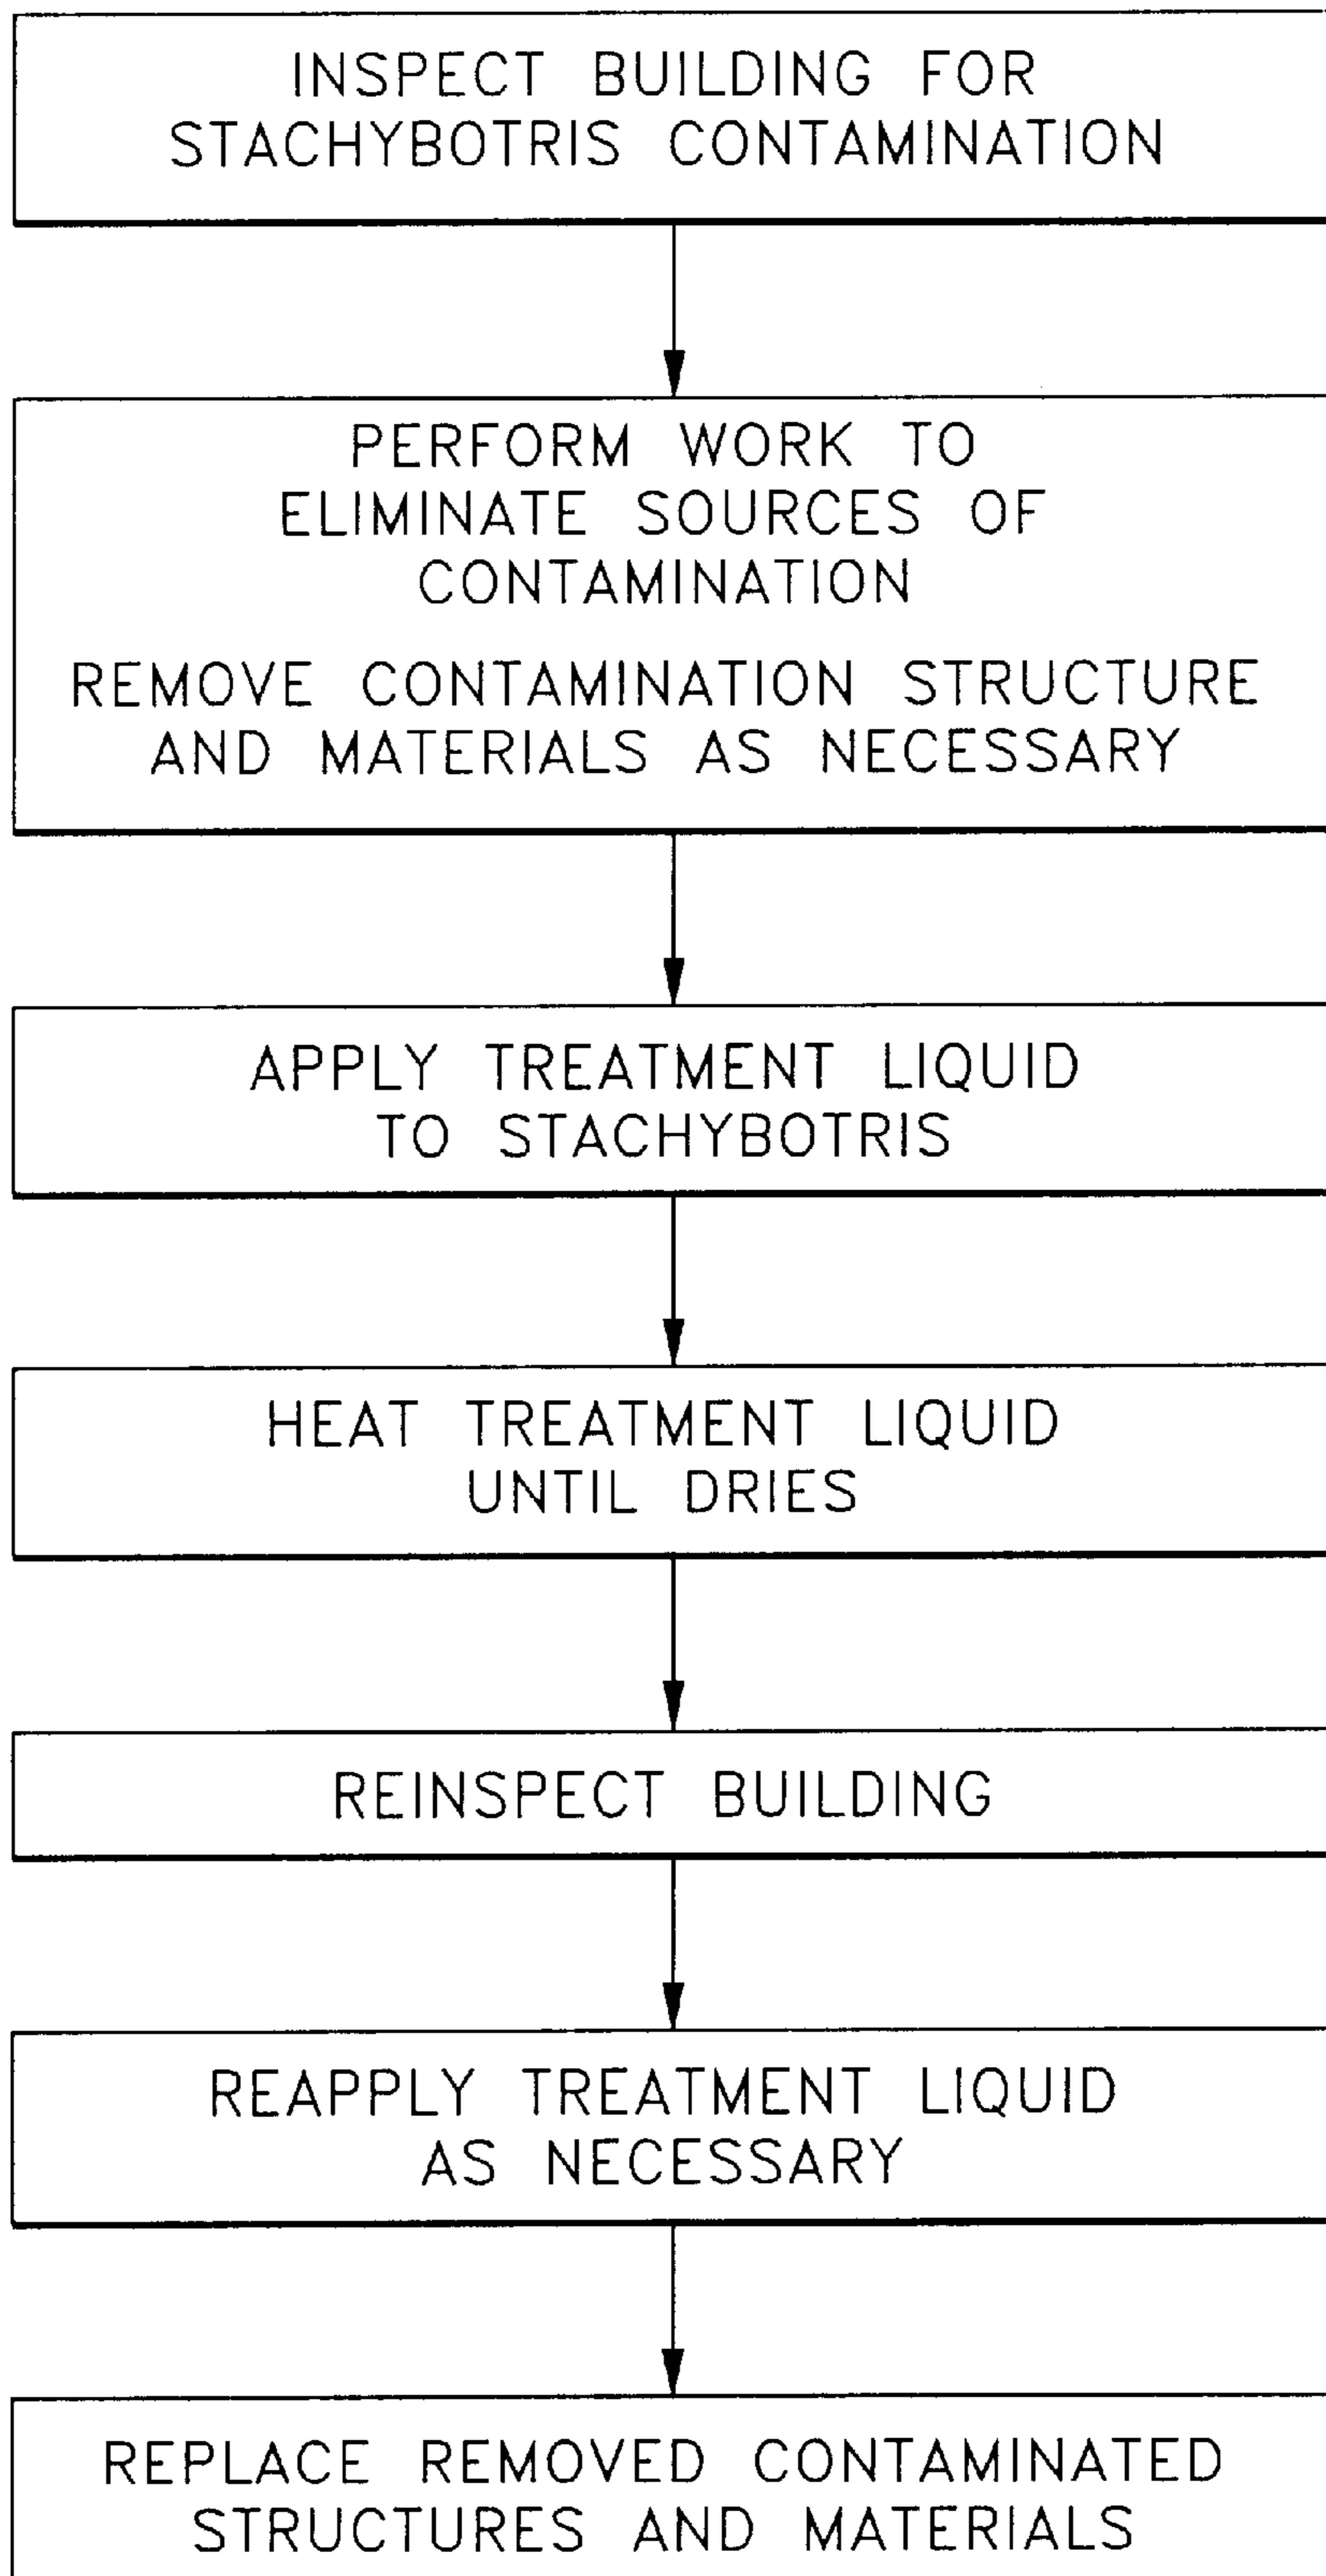 INSPECT BUILDING FOR
STACHYBOTRIS CONTAMINATION
PERFORM WORK TO
ELIMINATE SOURCES OF
CONTAMINATION
REMOVE CONTAMINATION STRUCTURE
AND MATERIALS AS NECESSARY
APPLY TREATMENT LIQUID
TO STACHYBOTRIS
HEAT TREATMENT LIQUID
UNTIL DRIES
REINSPECT BUILDING
REAPPLY TREATMENT LIQUID
AS NECESSARY
REPLACE REMOVED CONTAMINATED
STRUCTURES AND MATERIALS